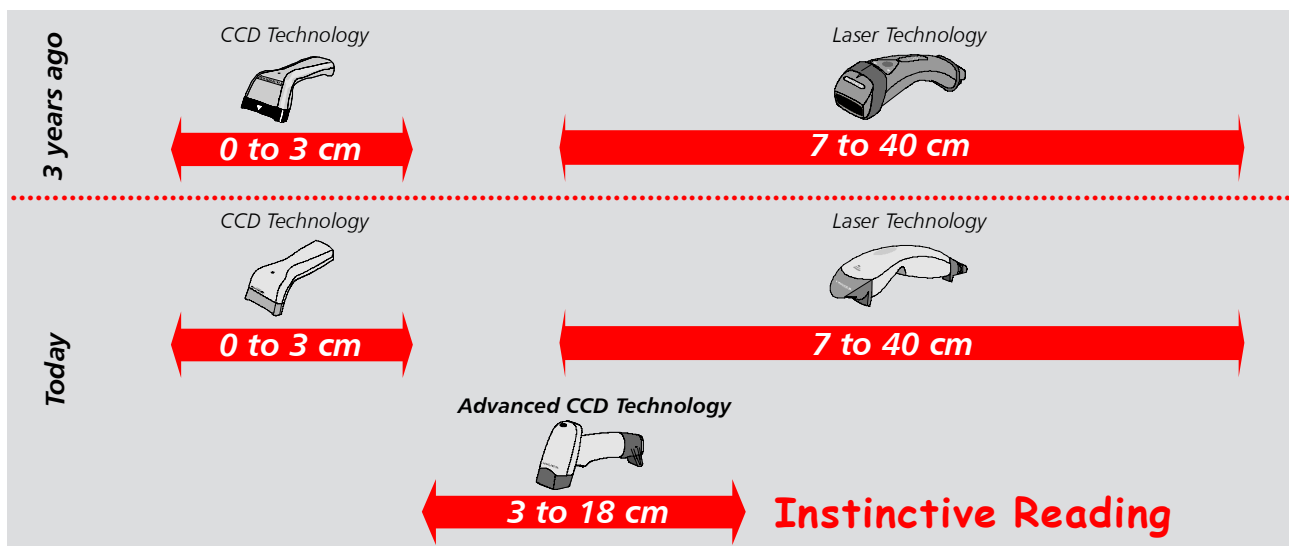 3 years ago
CCD Technology
Laser Technology
0 to 3 cm
7 to 40 cm
Today
CCD Technology
Laser Technology
0 to 3 cm
7 to 40 cm
Advanced CCD Technology
3 to 18 cm
Instinctive Reading